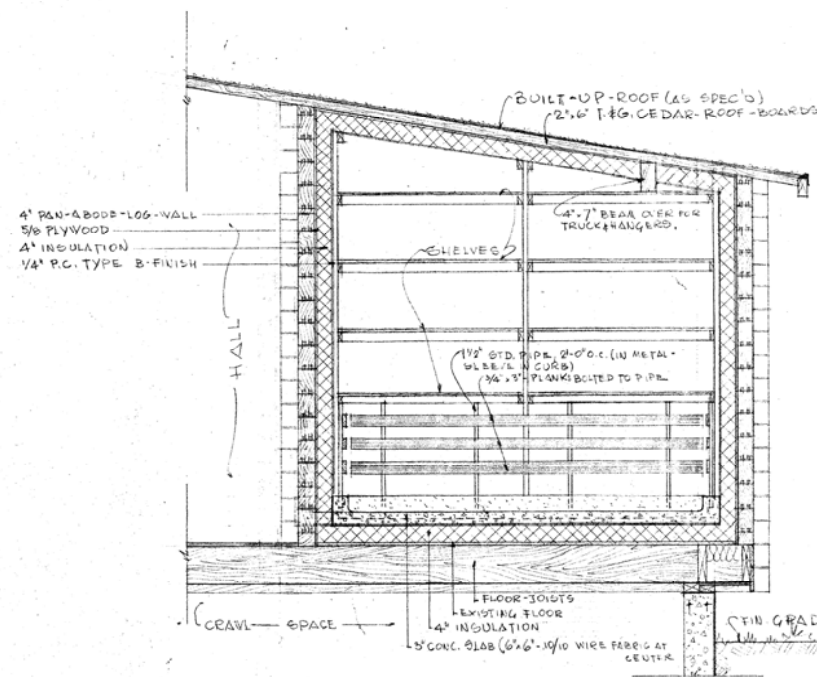 BUILT-UP-ROOF (AS SPEC'D)
2"x6" T.&G. CEDAR-ROOF-BOARDS
4"x7" BEAM OVER FOR
TRUCK & HANGERS.
4" PAN-ABODE-LOG-WALL
5/8 PLYWOOD
4" INSULATION
1/4" P.C. TYPE B-FINISH
HALL
SHELVES
1 1/2" STD. PIPE, 2'-0" O.C. (IN METAL-
SLEEVE IN CURB)
3/4"x3"-PLANKS BOLTED TO PIPE
FLOOR-JOISTS
EXISTING FLOOR
4" INSULATION
3" CONC. SLAB (6"x6"-10/10 WIRE FABRIC AT
CENTER
CRAWL SPACE
FIN. GRAD